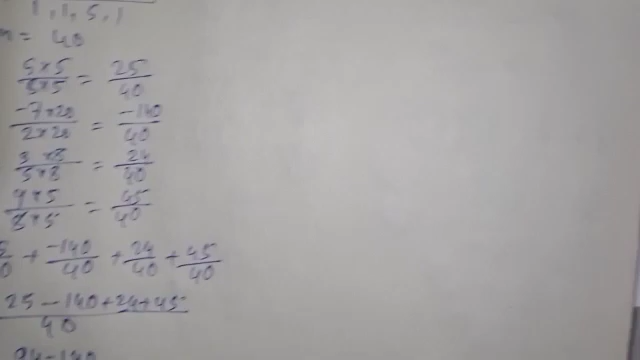 1, 1, 5, 1
= 40
5×5/8×5 = 25/40
-7×20/2×20 = -140/40
3×8/5×8 = 24/40
9×5/8×5 = 45/40
+ -140/40 + 24/40 + 45/40
25-140+24+45/40
94-140